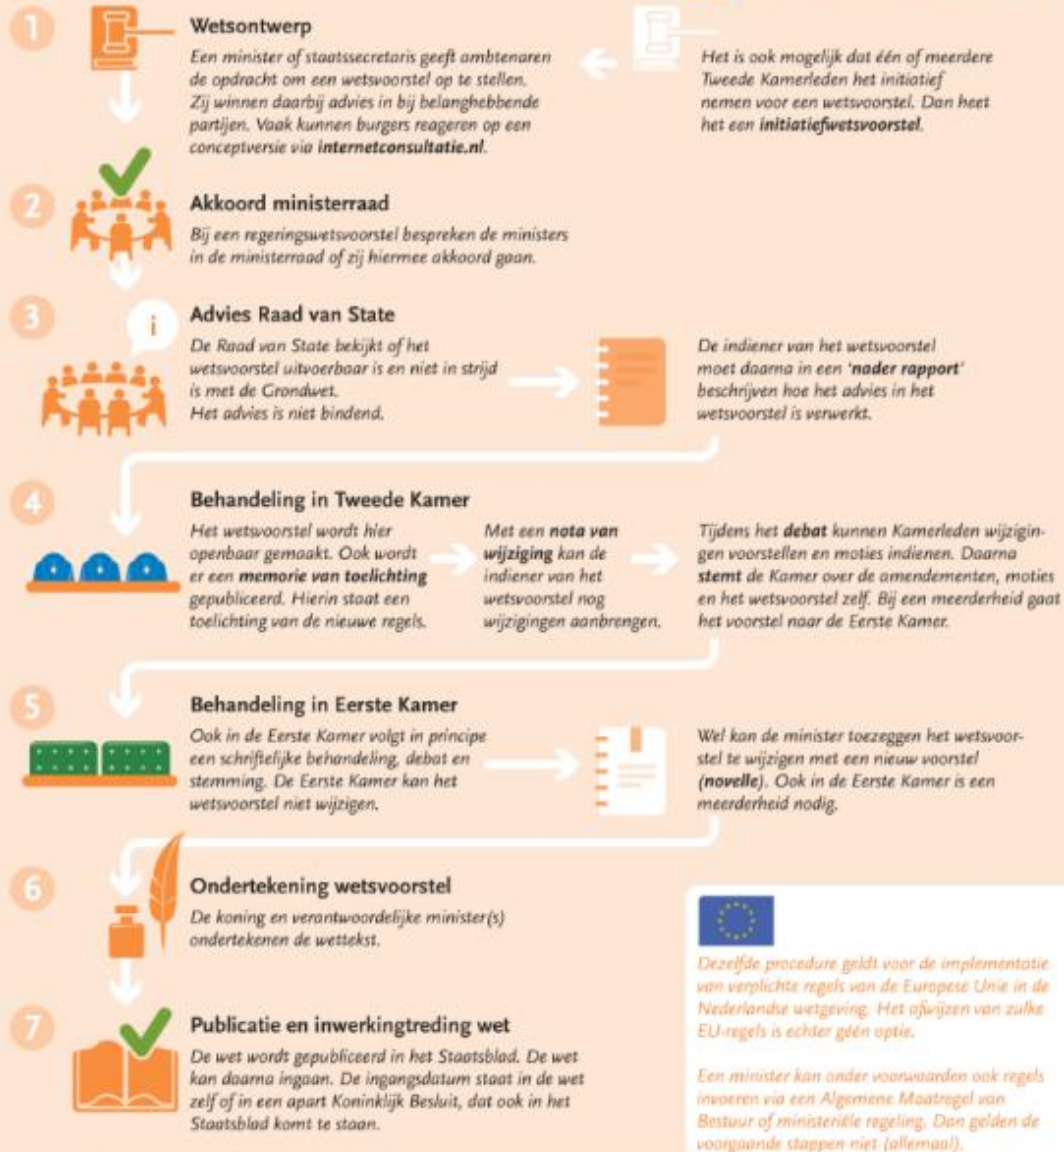 1
Wetsontwerp
Een minister of staatssecretaris geeft ambtenaren
de opdracht om een wetsvoorstel op te stellen.
Zij winnen daarbij advies in bij belanghebbende
partijen. Vaak kunnen burgers reageren op een
conceptversie via internetconsultatie.nl.
Het is ook mogelijk dat één of meerdere
Tweede Kamerleden het initiatief
nemen voor een wetsvoorstel. Dan heet
het een initiatiefwetsvoorstel.
2
Akkoord ministerraad
Bij een regeringswetsvoorstel bespreken de ministers
in de ministerraad of zij hiermee akkoord gaan.
3
i
Advies Raad van State
De Raad van State bekijkt of het
wetsvoorstel uitvoerbaar is en niet in strijd
is met de Grondwet.
Het advies is niet bindend.
De indiener van het wetsvoorstel
moet daarna in een ‘nader rapport’
beschrijven hoe het advies in het
wetsvoorstel is verwerkt.
4
Behandeling in Tweede Kamer
Het wetsvoorstel wordt hier
openbaar gemaakt. Ook wordt
er een memorie van toelichting
gepubliceerd. Hierin staat een
toelichting van de nieuwe regels.
Met een nota van
wijziging kan de
indiener van het
wetsvoorstel nog
wijzigingen aanbrengen.
Tijdens het debat kunnen Kamerleden wijzigin-
gen voorstellen en moties indienen. Daarna
stemt de Kamer over de amendementen, moties
en het wetsvoorstel zelf. Bij een meerderheid gaat
het voorstel naar de Eerste Kamer.
5
Behandeling in Eerste Kamer
Ook in de Eerste Kamer volgt in principe
een schriftelijke behandeling, debat en
stemming. De Eerste Kamer kan het
wetsvoorstel niet wijzigen.
Wel kan de minister toezeggen het wetsvoor-
stel te wijzigen met een nieuw voorstel
(novelle). Ook in de Eerste Kamer is een
meerderheid nodig.
6
Ondertekening wetsvoorstel
De koning en verantwoordelijke minister(s)
ondertekenen de wettekst.
7
Publicatie en inwerkingtreding wet
De wet wordt gepubliceerd in het Staatsblad. De wet
kan daarna ingaan. De ingangsdatum staat in de wet
zelf of in een apart Koninklijk Besluit, dat ook in het
Staatsblad komt te staan.
Dezelfde procedure geldt voor de implementatie
van verplichte regels van de Europese Unie in de
Nederlandse wetgeving. Het afwijzen van zulke
EU-regels is echter géén optie.
Een minister kan onder voorwaarden ook regels
invoeren via een Algemene Maatregel van
Bestuur of ministeriële regeling. Dan gelden de
voorgaande stappen niet (allemaal).